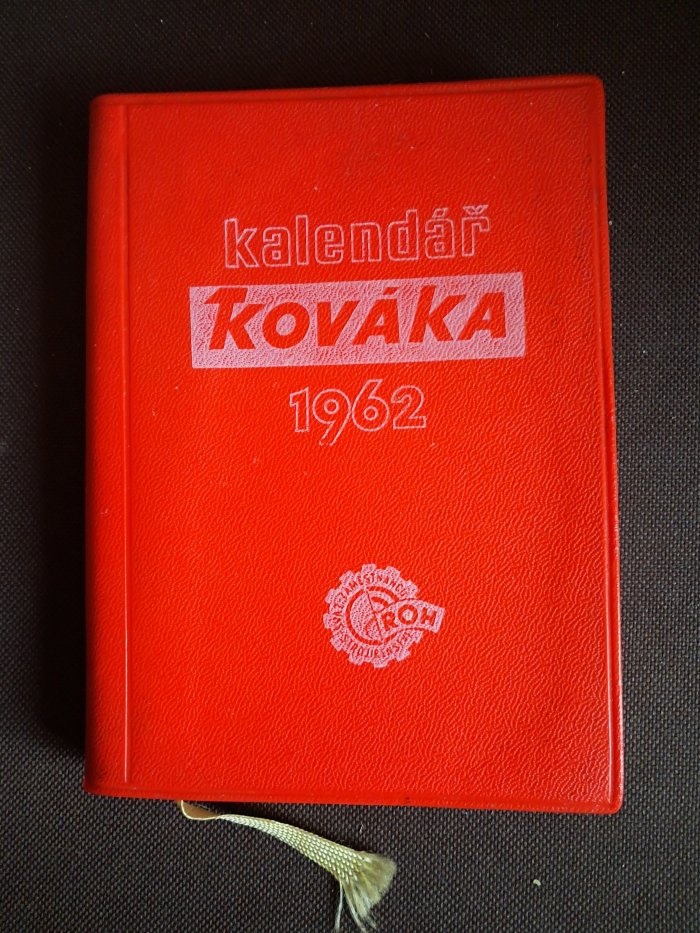 kalendář
KOVÁKA
1962
ROH